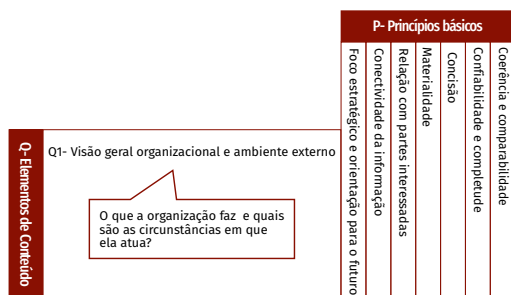 P- Princípios básicos
Foco estratégico e orientação para o futuro
Conectividade da informação
Relação com partes interessadas
Materialidade
Concisão
Confiabilidade e completude
Coerência e comparabilidade
Q- Elementos de Conteúdo
Q1- Visão geral organizacional e ambiente externo
O que a organização faz e quais
são as circunstâncias em que
ela atua?